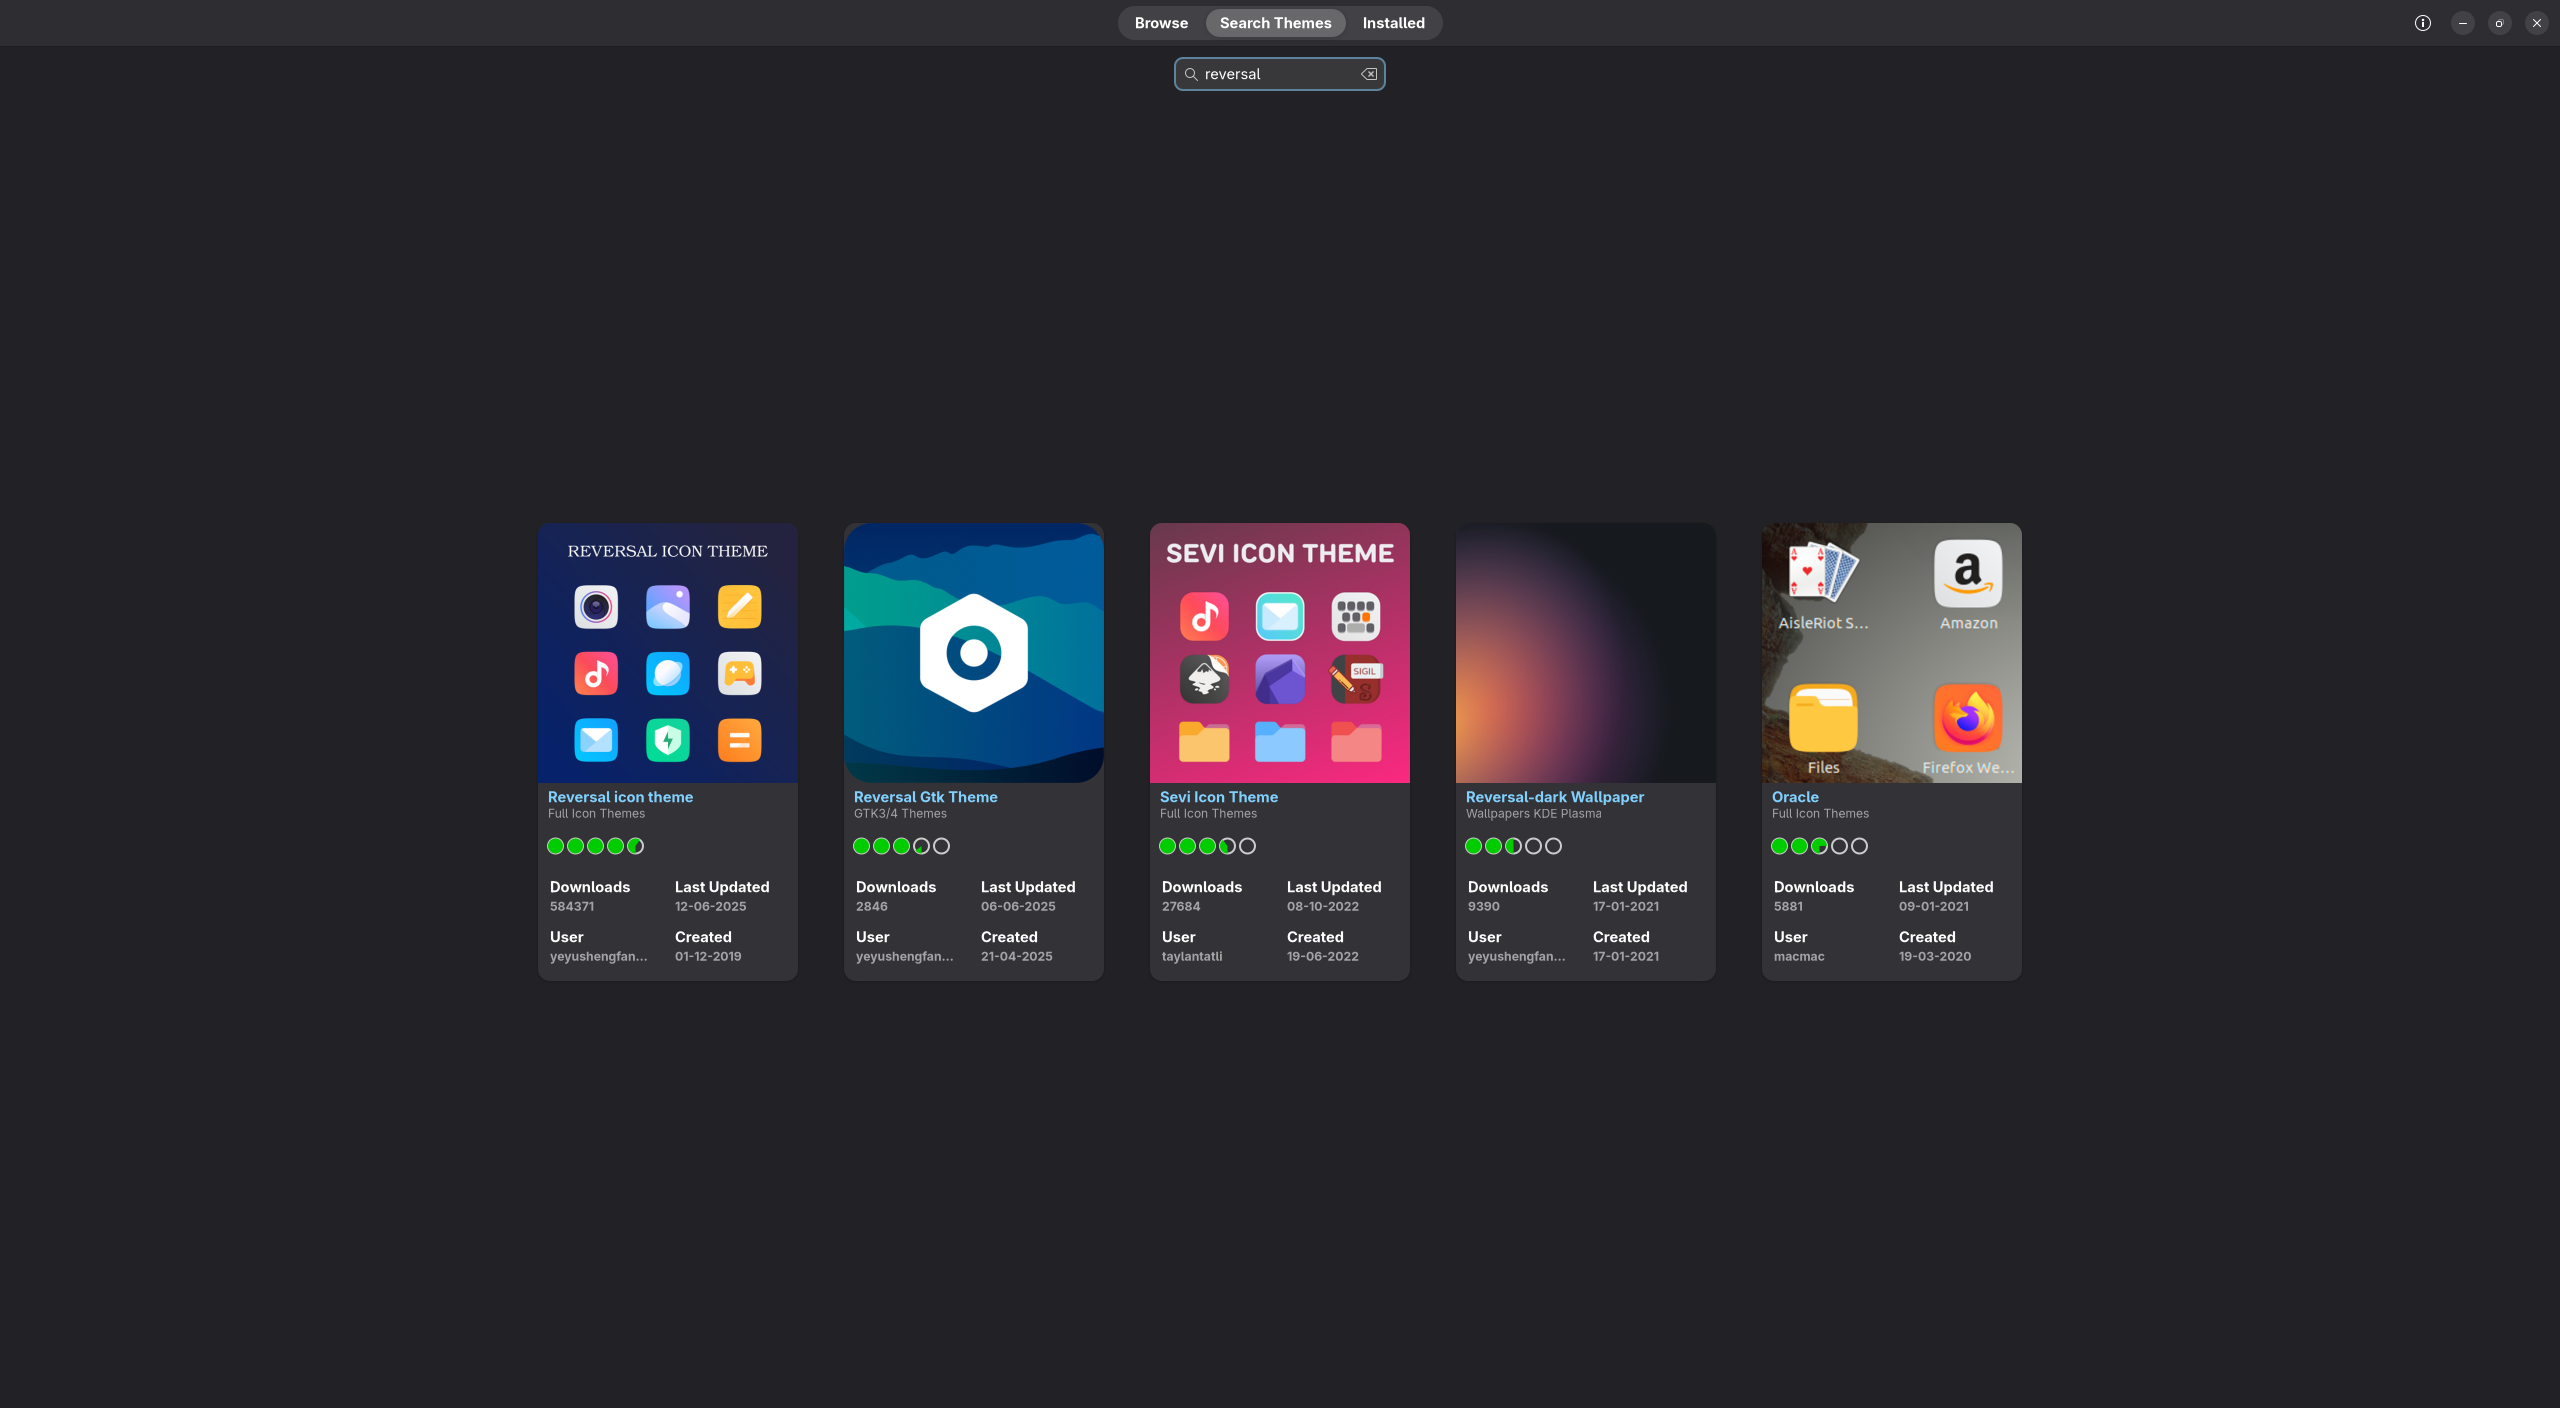 Browse
Search Themes
Installed
reversal
REVERSAL ICON THEME
Reversal icon theme
Full Icon Themes
Downloads Last Updated
584371 12-06-2025
User Created
yeyushengfan... 01-12-2019
Reversal Gtk Theme
GTK3/4 Themes
Downloads Last Updated
2846 06-06-2025
User Created
yeyushengfan... 21-04-2025
SEVI ICON THEME
SIGIL
Sevi Icon Theme
Full Icon Themes
Downloads Last Updated
27684 08-10-2022
User Created
taylantatli 19-06-2022
Reversal-dark Wallpaper
Wallpapers KDE Plasma
Downloads Last Updated
9390 17-01-2021
User Created
yeyushengfan... 17-01-2021
AisleRiot S...
a
Amazon
Files
Firefox We...
Oracle
Full Icon Themes
Downloads Last Updated
5881 09-01-2021
User Created
macmac 19-03-2020